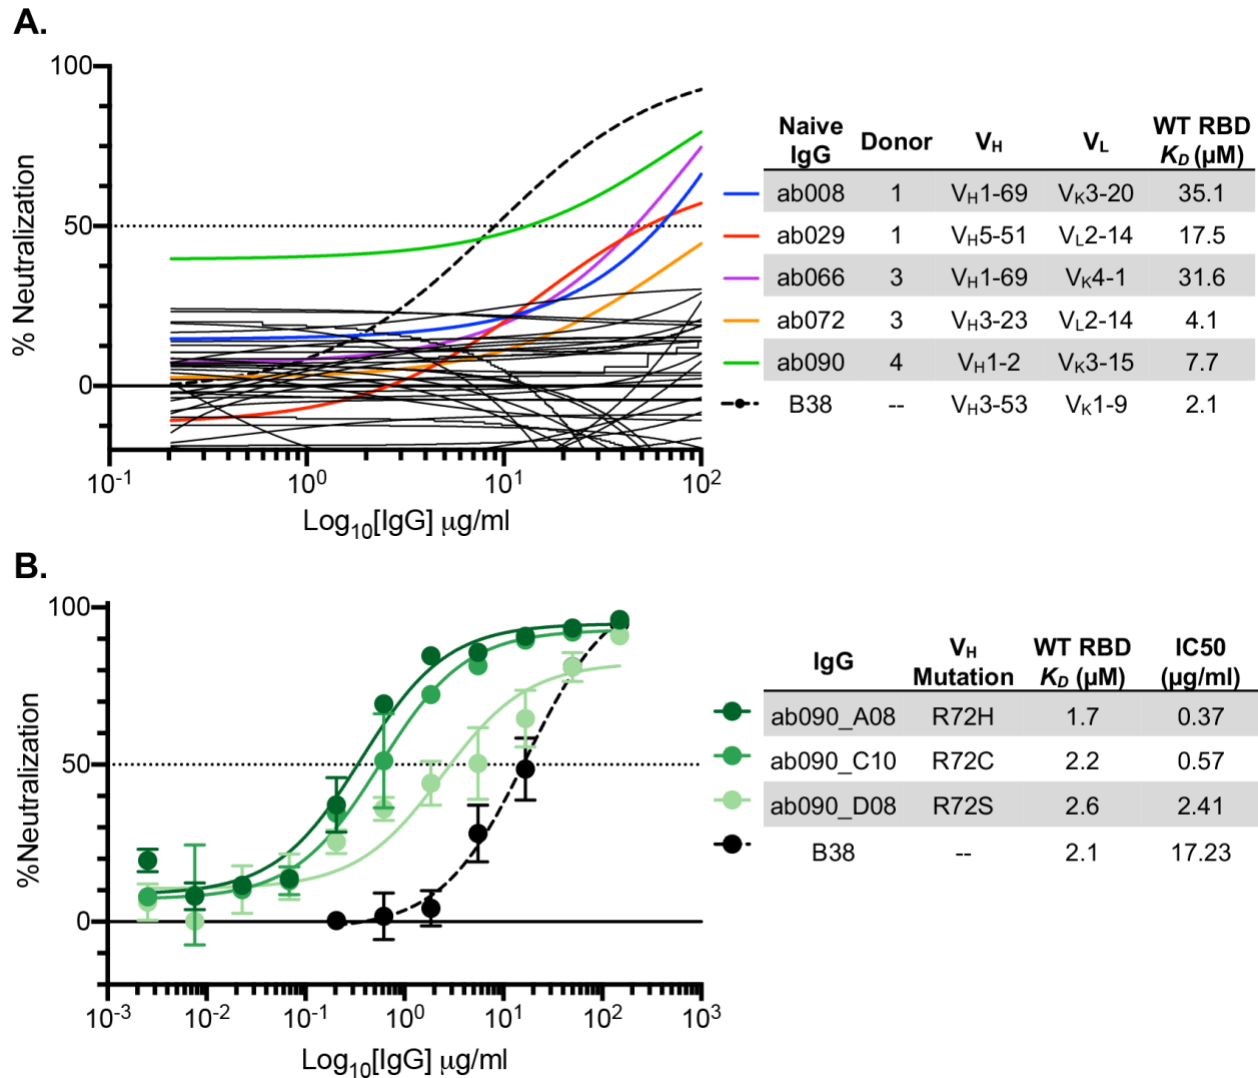 A.
100
50
0
% Neutralization
10-1
100
101
102
Log10[IgG] µg/ml
Naive IgG Donor VH VL WT RBD KD (µM)
ab008 1 VH1-69 VK3-20 35.1
ab029 1 VH5-51 VL2-14 17.5
ab066 3 VH1-69 VK4-1 31.6
ab072 3 VH3-23 VL2-14 4.1
ab090 4 VH1-2 VK3-15 7.7
B38 -- VH3-53 VK1-9 2.1
B.
100
50
0
%Neutralization
10-3
10-2
10-1
100
101
102
103
Log10[IgG] µg/ml
IgG VH Mutation WT RBD KD (µM) IC50 (µg/ml)
ab090_A08 R72H 1.7 0.37
ab090_C10 R72C 2.2 0.57
ab090_D08 R72S 2.6 2.41
B38 -- 2.1 17.23